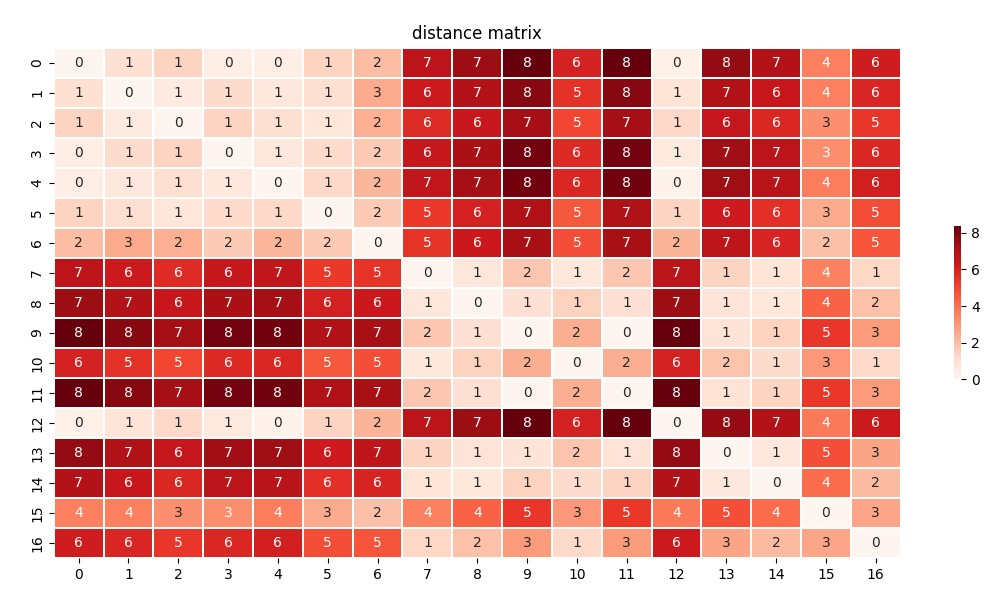 distance matrix
0 0 1 1 0 0 1 2 7 7 8 6 8 0 8 7 4 6
1 1 0 1 1 1 1 3 6 7 8 5 8 1 7 6 4 6
2 1 1 0 1 1 1 2 6 6 7 5 7 1 6 6 3 5
3 0 1 1 0 1 1 2 6 7 8 6 8 1 7 7 3 6
4 0 1 1 1 0 1 2 7 7 8 6 8 0 7 7 4 6
5 1 1 1 1 1 0 2 5 6 7 5 7 1 6 6 3 5
6 2 3 2 2 2 2 0 5 6 7 5 7 2 7 6 2 5
7 7 6 6 6 7 5 5 0 1 2 1 2 7 1 1 4 1
8 7 7 6 7 7 6 6 1 0 1 1 1 7 1 1 4 2
9 8 8 7 8 8 7 7 2 1 0 2 0 8 1 1 5 3
10 6 5 5 6 6 5 5 1 1 2 0 2 6 2 1 3 1
11 8 8 7 8 8 7 7 2 1 0 2 0 8 1 1 5 3
12 0 1 1 1 0 1 2 7 7 8 6 8 0 8 7 4 6
13 8 7 6 7 7 6 7 1 1 1 2 1 8 0 1 5 3
14 7 6 6 7 7 6 6 1 1 1 1 1 7 1 0 4 2
15 4 4 3 3 4 3 2 4 4 5 3 5 4 5 4 0 3
16 6 6 5 6 6 5 5 1 2 3 1 3 6 3 2 3 0
0 1 2 3 4 5 6 7 8 9 10 11 12 13 14 15 16
8
6
4
2
0